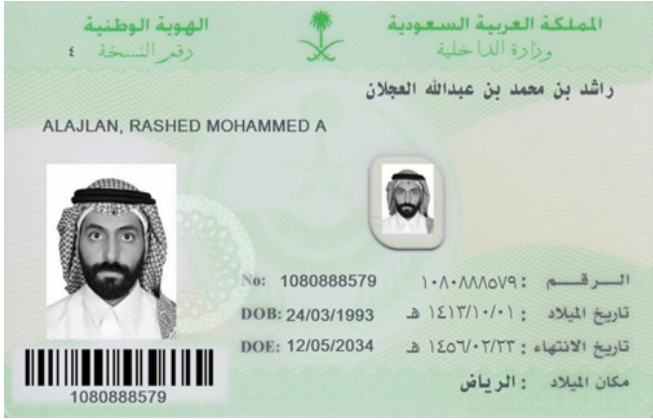 المملكة العربية السعودية
وزارة الداخلية
الهوية الوطنية
رقم النسخة ٤
راشد بن محمد بن عبدالله العجلان
ALAJLAN, RASHED MOHAMMED A
الـــرقـــم : ١٠٨٠٨٨٨٥٧٩ No: 1080888579
تاريخ الميلاد : ١٤١٣/١٠/٠١ هـ DOB: 24/03/1993
تاريخ الانتهاء : ١٤٥٦/٠٢/٢٣ هـ DOE: 12/05/2034
مكان الميلاد : الرياض
1080888579